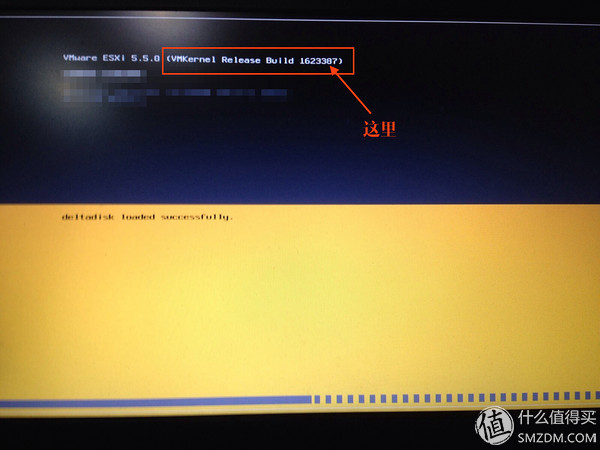 VMware ESXi 5.5.0 (VMKernel Release Build 1623387)
这里
deltadisk loaded successfully.
值 什么值得买
SMZDM.COM